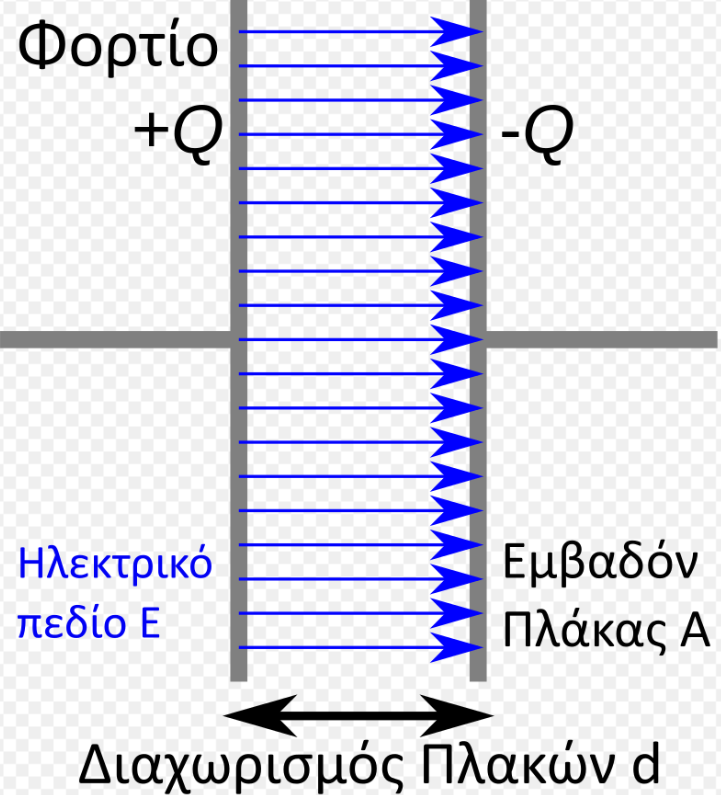 Φορτίο
+Q
-Q
Ηλεκτρικό
πεδίο E
Εμβαδόν
Πλάκας A
Διαχωρισμός Πλακών d